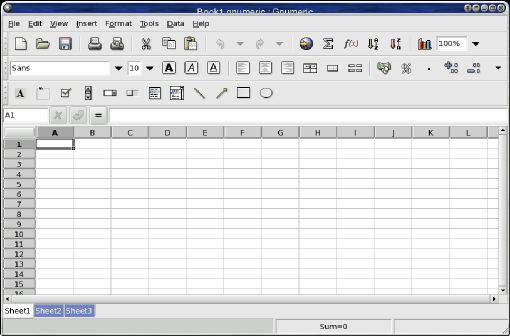 Book1.gnumeric : Gnumeric
File Edit View Insert Format Tools Data Help
f(x) 100%
Sans 10 A A A %
A
A1 =
A B C D E F G H I J K L
1
2
3
4
5
6
7
8
9
10
11
12
13
14
15
16
Sheet1 Sheet2 Sheet3
Sum=0